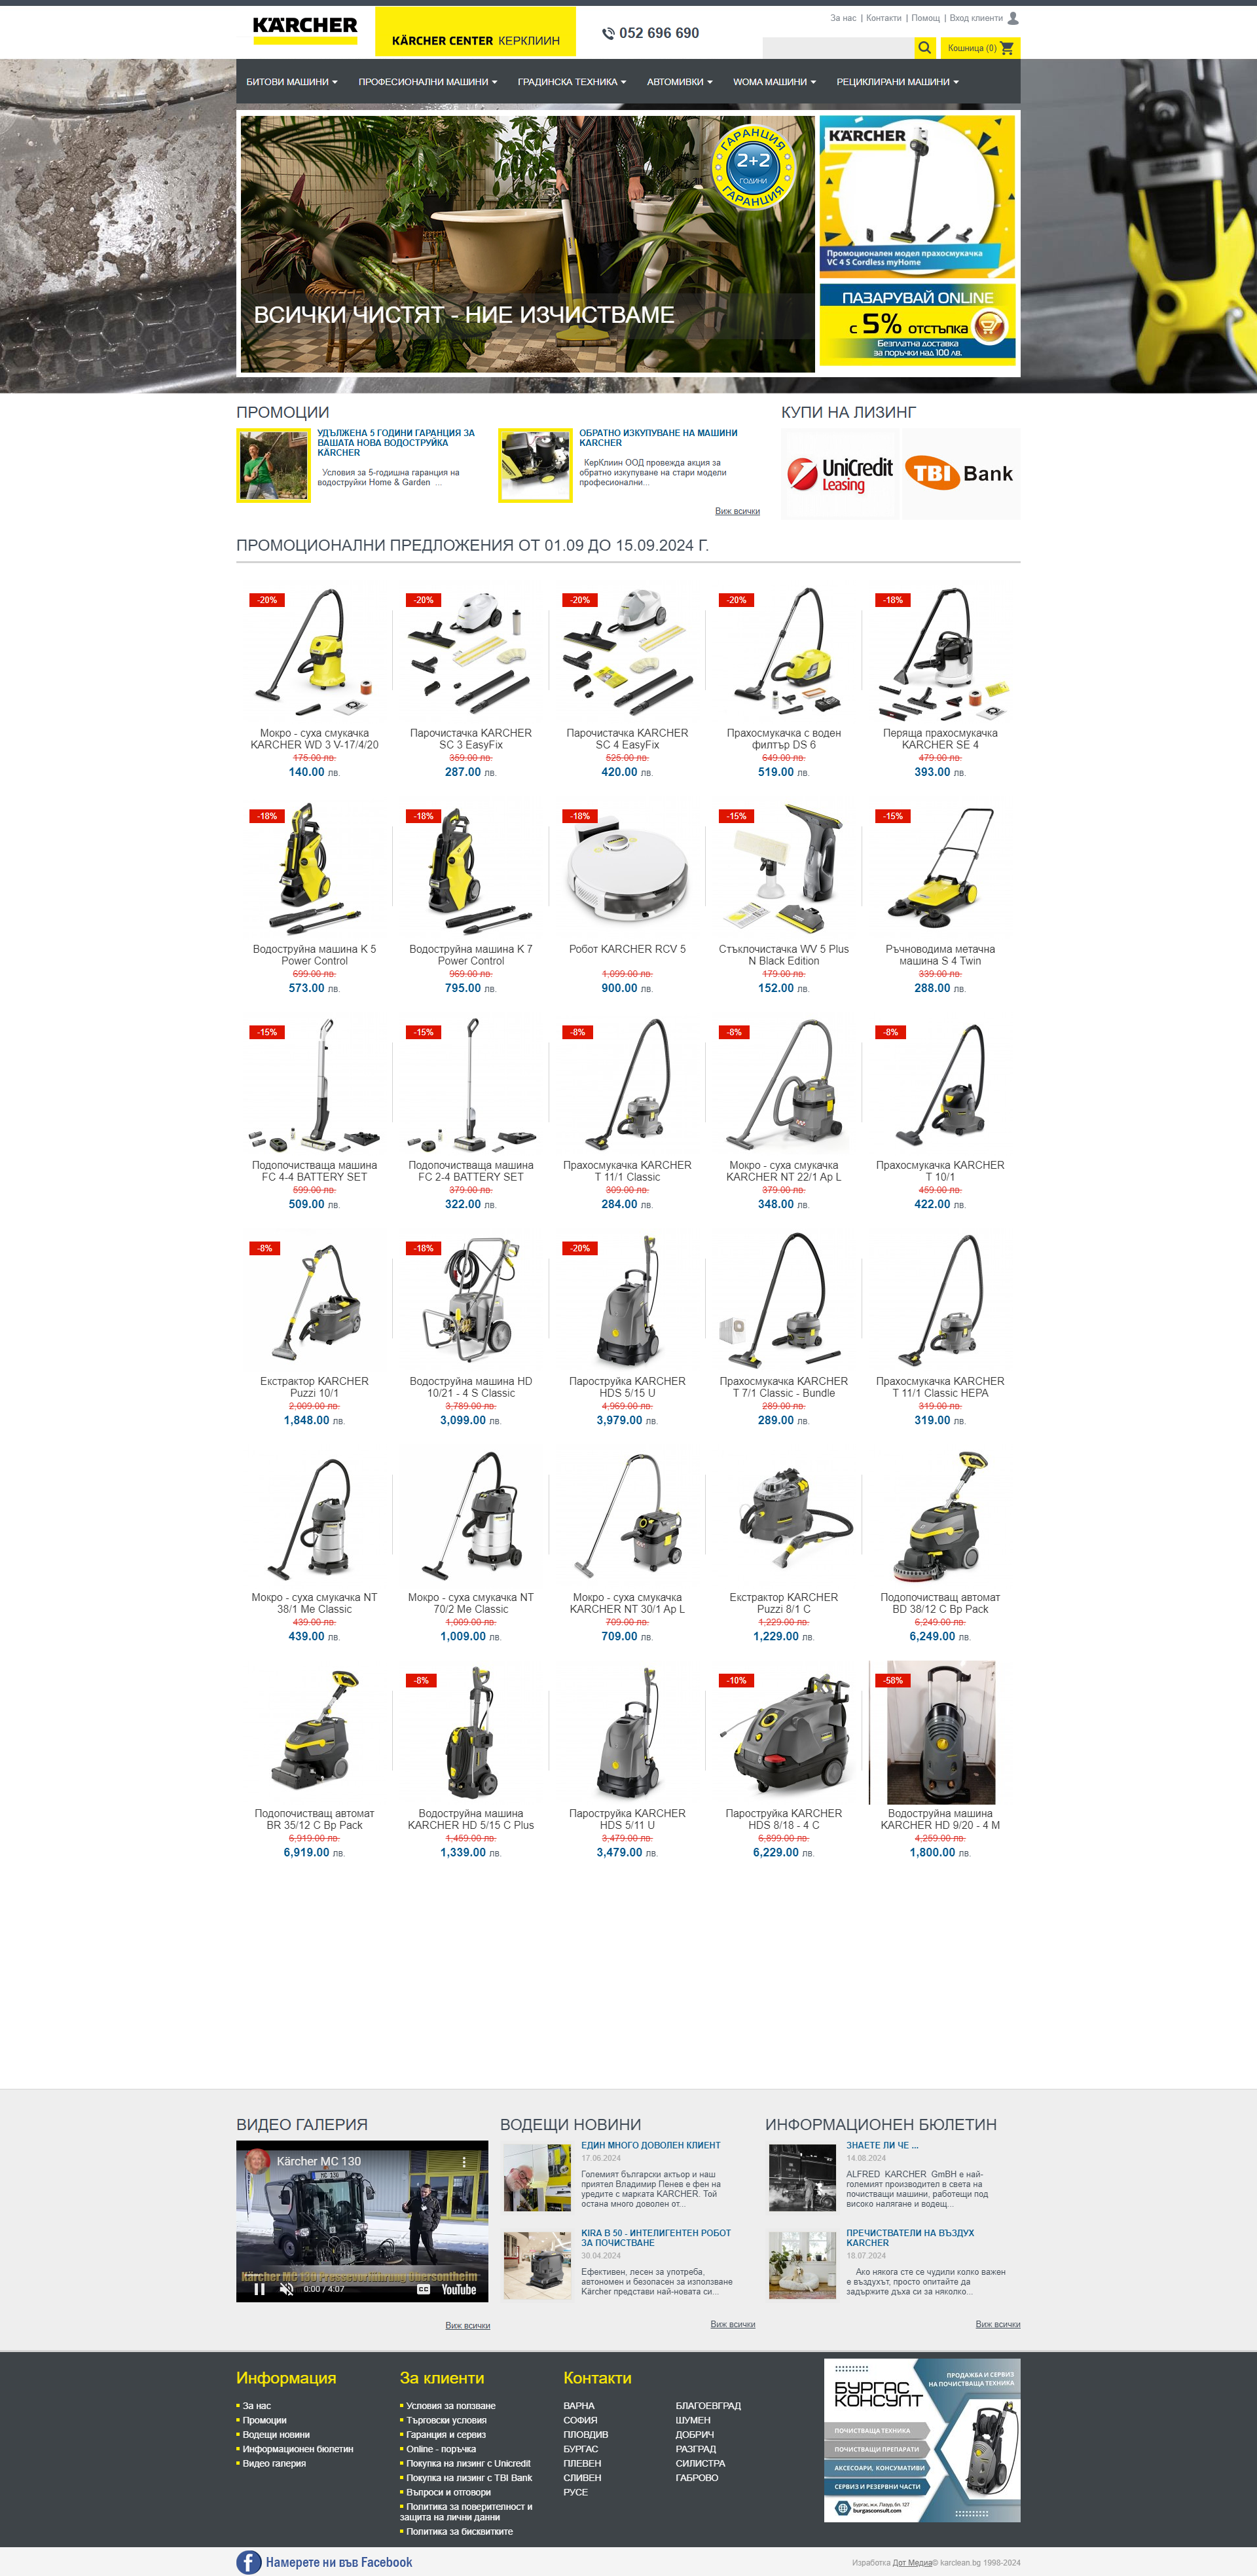 KÄRCHER
KÄRCHER CENTER КЕРКЛИИН
052 696 690
За нас | Контакти | Помощ | Вход клиенти
Кошница (0)
БИТОВИ МАШИНИ
ПРОФЕСИОНАЛНИ МАШИНИ
ГРАДИНСКА ТЕХНИКА
АВТОМИВКИ
WOMA МАШИНИ
РЕЦИКЛИРАНИ МАШИНИ
ГАРАНЦИЯ
2+2
ГОДИНИ
ГАРАНЦИЯ
ВСИЧКИ ЧИСТЯТ - НИЕ ИЗЧИСТВАМЕ
KÄRCHER
Промоционален модел прахосмукачка
VC 4 S Cordless myHome
ПАЗАРУВАЙ ONLINE
с 5% отстъпка
Безплатна доставка
за поръчки над 100 лв.
ПРОМОЦИИ
УДЪЛЖЕНА 5 ГОДИНИ ГАРАНЦИЯ ЗА
ВАШАТА НОВА ВОДОСТРУЙКА
KÄRCHER
Условия за 5-годишна гаранция на
водоструйки Home & Garden ...
ОБРАТНО ИЗКУПУВАНЕ НА МАШИНИ
KARCHER
КерКлиин ООД провежда акция за
обратно изкупуване на стари модели
професионални...
Виж всички
КУПИ НА ЛИЗИНГ
UniCredit
Leasing
TBI Bank
ПРОМОЦИОНАЛНИ ПРЕДЛОЖЕНИЯ ОТ 01.09 ДО 15.09.2024 Г.
-20%
Мокро - суха смукачка
KARCHER WD 3 V-17/4/20
175.00 лв.
140.00 лв.
-20%
Парочистачка KARCHER
SC 3 EasyFix
359.00 лв.
287.00 лв.
-20%
Парочистачка KARCHER
SC 4 EasyFix
525.00 лв.
420.00 лв.
-20%
Прахосмукачка с воден
филтър DS 6
649.00 лв.
519.00 лв.
-18%
Перяща прахосмукачка
KARCHER SE 4
479.00 лв.
393.00 лв.
-18%
Водоструйна машина K 5
Power Control
699.00 лв.
573.00 лв.
-18%
Водоструйна машина K 7
Power Control
969.00 лв.
795.00 лв.
-18%
Робот KARCHER RCV 5
1,099.00 лв.
900.00 лв.
-15%
Стъклочистачка WV 5 Plus
N Black Edition
179.00 лв.
152.00 лв.
-15%
Ръчноводима метачна
машина S 4 Twin
339.00 лв.
288.00 лв.
-15%
Подопочистваща машина
FC 4-4 BATTERY SET
599.00 лв.
509.00 лв.
-15%
Подопочистваща машина
FC 2-4 BATTERY SET
379.00 лв.
322.00 лв.
-8%
Прахосмукачка KARCHER
T 11/1 Classic
309.00 лв.
284.00 лв.
-8%
Мокро - суха смукачка
KARCHER NT 22/1 Ap L
379.00 лв.
348.00 лв.
-8%
Прахосмукачка KARCHER
T 10/1
459.00 лв.
422.00 лв.
-8%
Екстрактор KARCHER
Puzzi 10/1
2,009.00 лв.
1,848.00 лв.
-18%
Водоструйна машина HD
10/21 - 4 S Classic
3,789.00 лв.
3,099.00 лв.
-20%
Пароструйка KARCHER
HDS 5/15 U
4,969.00 лв.
3,979.00 лв.
Прахосмукачка KARCHER
T 7/1 Classic - Bundle
289.00 лв.
289.00 лв.
Прахосмукачка KARCHER
T 11/1 Classic HEPA
319.00 лв.
319.00 лв.
Мокро - суха смукачка NT
38/1 Me Classic
439.00 лв.
439.00 лв.
Мокро - суха смукачка NT
70/2 Me Classic
1,009.00 лв.
1,009.00 лв.
Мокро - суха смукачка
KARCHER NT 30/1 Ap L
709.00 лв.
709.00 лв.
Екстрактор KARCHER
Puzzi 8/1 C
1,229.00 лв.
1,229.00 лв.
Подопочистващ автомат
BD 38/12 C Bp Pack
6,249.00 лв.
6,249.00 лв.
Подопочистващ автомат
BR 35/12 C Bp Pack
6,919.00 лв.
6,919.00 лв.
-8%
Водоструйна машина
KARCHER HD 5/15 C Plus
1,459.00 лв.
1,339.00 лв.
Пароструйка KARCHER
HDS 5/11 U
3,479.00 лв.
3,479.00 лв.
-10%
Пароструйка KARCHER
HDS 8/18 - 4 C
6,899.00 лв.
6,229.00 лв.
-58%
Водоструйна машина
KARCHER HD 9/20 - 4 M
4,259.00 лв.
1,800.00 лв.
ВИДЕО ГАЛЕРИЯ
Kärcher MC 130
Kärcher MC 130 Pressevorführung Obersontheim
0:00 / 4:07
YouTube
Виж всички
ВОДЕЩИ НОВИНИ
ЕДИН МНОГО ДОВОЛЕН КЛИЕНТ
17.06.2024
Големият български актьор и наш
приятел Владимир Пенев е фен на
уредите с марката KARCHER. Той
остана много доволен от...
KIRA B 50 - ИНТЕЛИГЕНТЕН РОБОТ
ЗА ПОЧИСТВАНЕ
30.04.2024
Ефективен, лесен за употреба,
автономен и безопасен за използване
Kärcher представи най-новата си...
Виж всички
ИНФОРМАЦИОНЕН БЮЛЕТИН
ЗНАЕТЕ ЛИ ЧЕ ...
14.08.2024
ALFRED KARCHER GmBH е най-
големият производител в света на
почистващи машини, работещи под
високо налягане и водещ...
ПРЕЧИСТВАТЕЛИ НА ВЪЗДУХ
KARCHER
18.07.2024
Ако някога сте се чудили колко важен
е въздухът, просто опитайте да
задържите дъха си за няколко...
Виж всички
Информация
За нас
Промоции
Водещи новини
Информационен бюлетин
Видео галерия
За клиенти
Условия за ползване
Търговски условия
Гаранция и сервиз
Online - поръчка
Покупка на лизинг с Unicredit
Покупка на лизинг с TBI Bank
Въпроси и отговори
Политика за поверителност и
защита на лични данни
Политика за бисквитките
Контакти
ВАРНА
СОФИЯ
ПЛОВДИВ
БУРГАС
ПЛЕВЕН
СЛИВЕН
РУСЕ
БЛАГОЕВГРАД
ШУМЕН
ДОБРИЧ
РАЗГРАД
СИЛИСТРА
ГАБРОВО
ПРОДАЖБА И СЕРВИЗ
НА ПОЧИСТВАЩА ТЕХНИКА
БУРГАС
КОНСУЛТ
ПОЧИСТВАЩА ТЕХНИКА
ПОЧИСТВАЩИ ПРЕПАРАТИ
АКСЕСОАРИ, КОНСУМАТИВИ
СЕРВИЗ И РЕЗЕРВНИ ЧАСТИ
Бургас, ж.к. Лазур, бл. 127
burgasconsult.com
Намерете ни във Facebook
Изработка Дот Медиа© karclean.bg 1998-2024